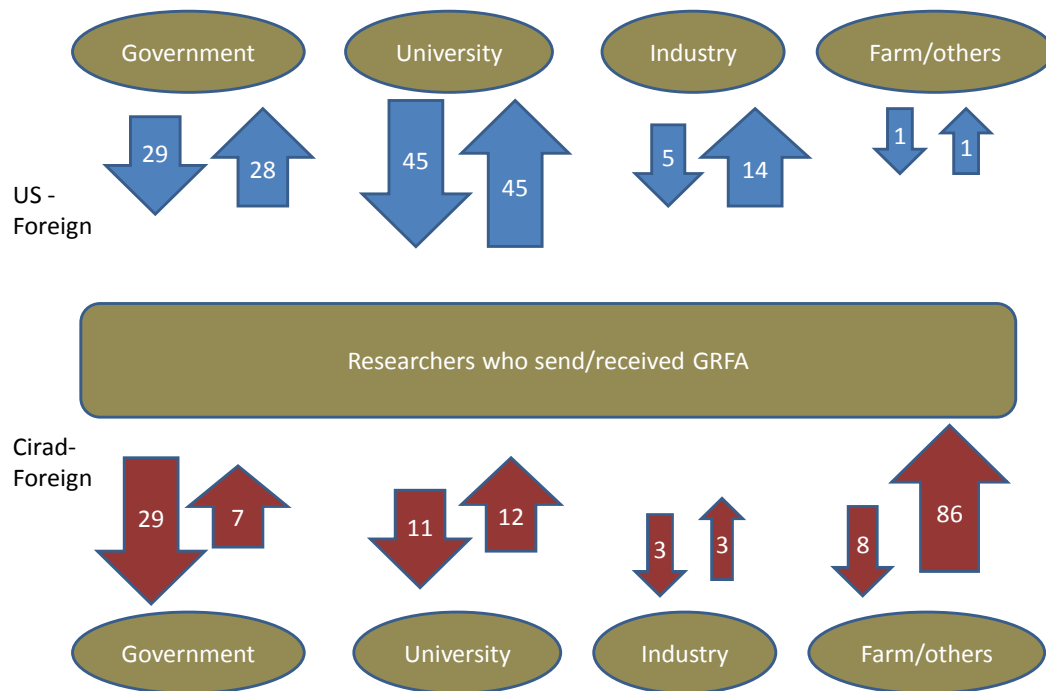 Government
University
Industry
Farm/others
29
28
45
45
5
14
1
1
US -
Foreign
Researchers who send/received GRFA
Cirad-
Foreign
29
7
11
12
3
3
8
86
Government
University
Industry
Farm/others